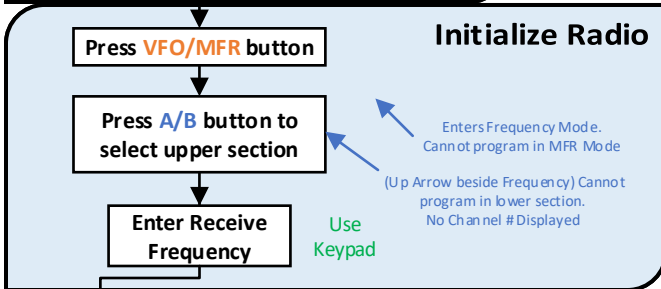 Initialize Radio
Press VFO/MFR button
Press A/B button to
select upper section
Enters Frequency Mode.
Cannot program in MFR Mode
(Up Arrow beside Frequency) Cannot
program in lower section.
No Channel # Displayed
Enter Receive
Frequency
Use
Keypad